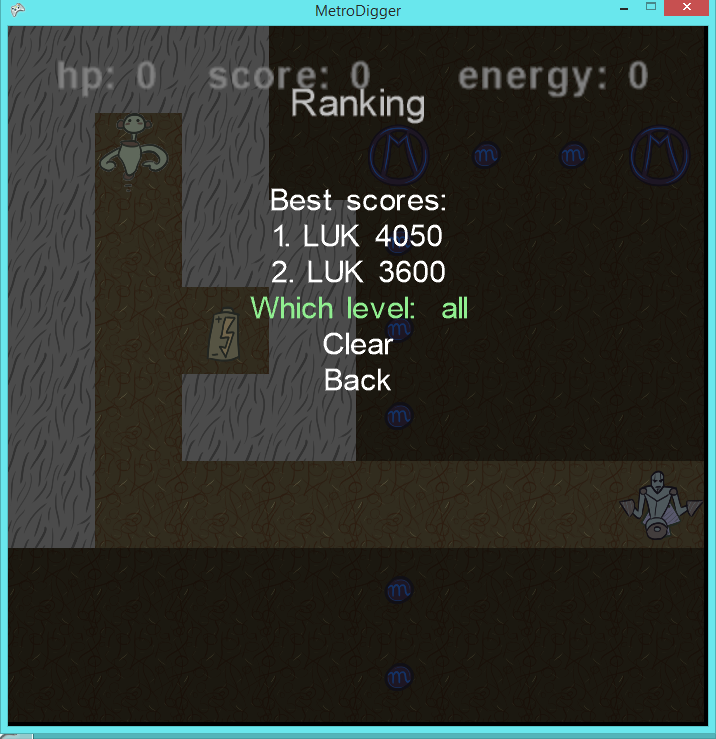 MetroDigger
hp: 0 score: 0 energy: 0
Ranking
M m m M
Best scores:
1. LUK 4050
2. LUK 3600
Which level: all
m
Clear
Back
m
m
m